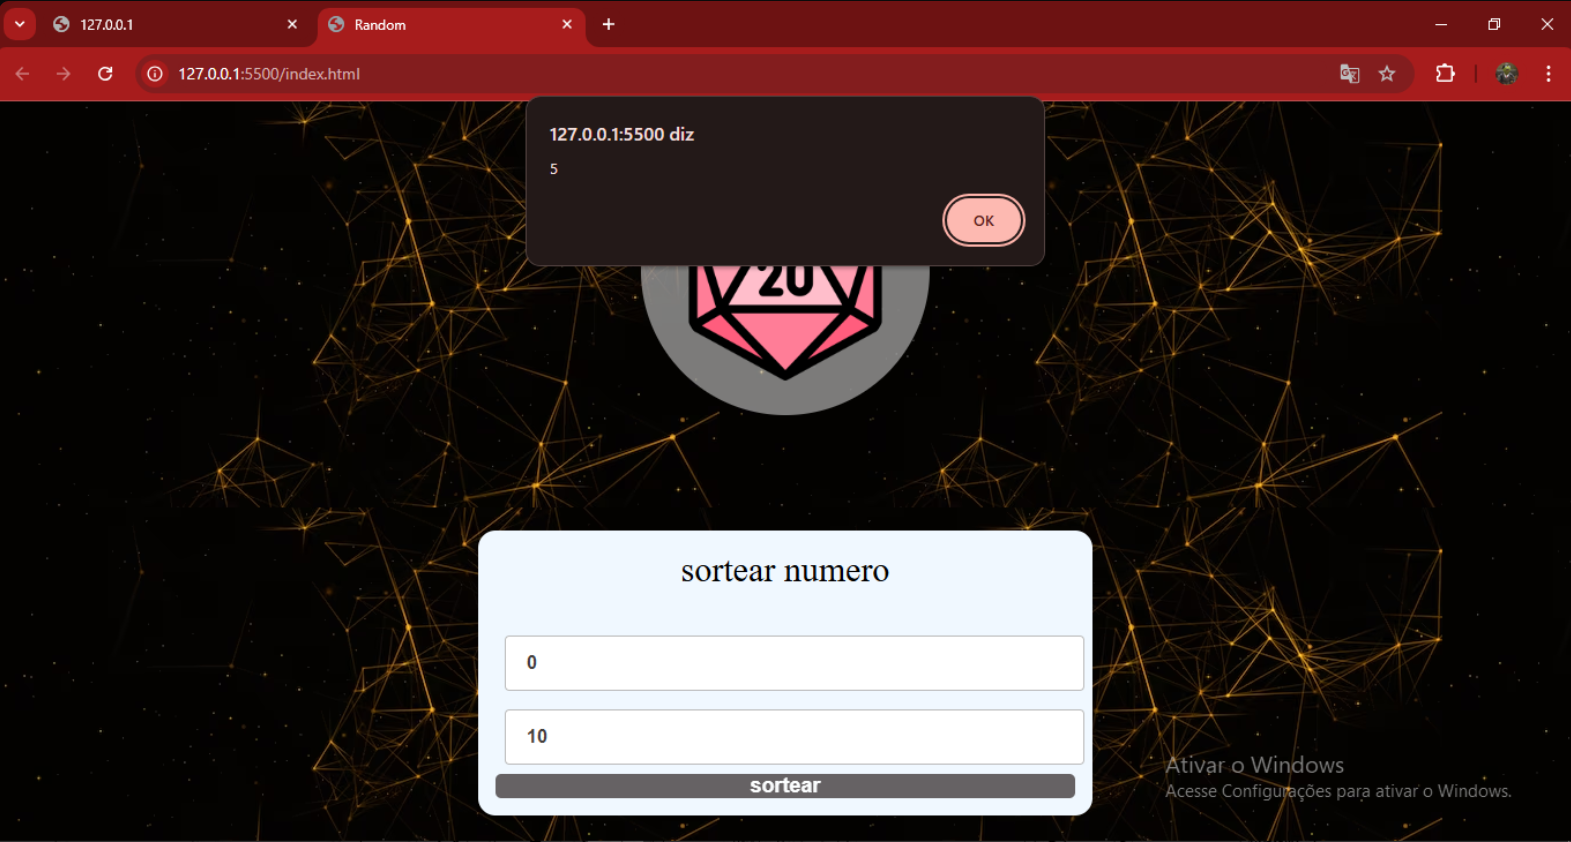 127.0.0.1
Random
127.0.0.1:5500/index.html
127.0.0.1:5500 diz
5
OK
20
sortear numero
0
10
sortear
Ativar o Windows
Acesse Configurações para ativar o Windows.